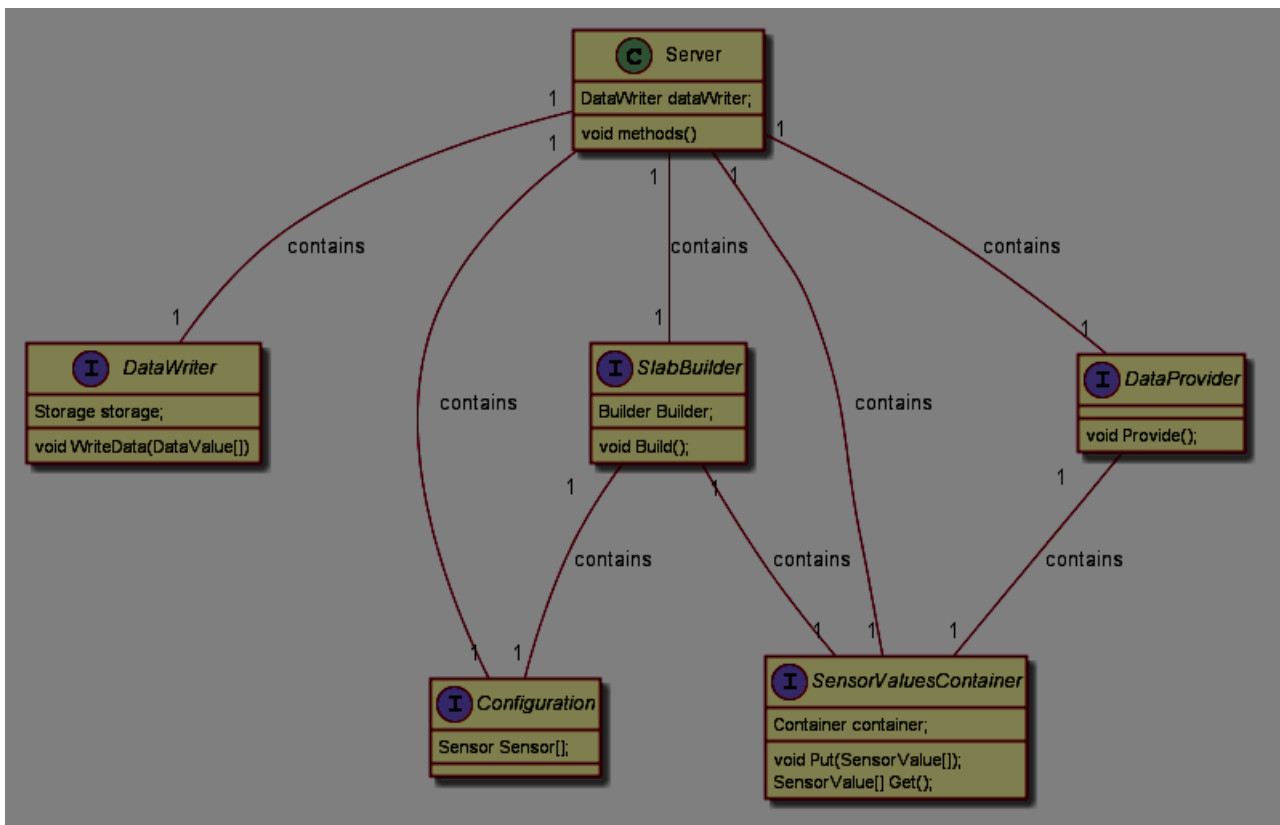 C Server
DataWriter dataWriter;
void methods()
1
1
1
1
1
contains
contains
contains
1
1
1
I DataWriter
Storage storage;
void WriteData(DataValue[])
I SlabBuilder
Builder Builder;
void Build();
I DataProvider
void Provide();
contains
contains
1
1
1
contains
contains
contains
1
1
1
1
1
I Configuration
Sensor Sensor[];
I SensorValuesContainer
Container container;
void Put(SensorValue[]);
SensorValue[] Get();